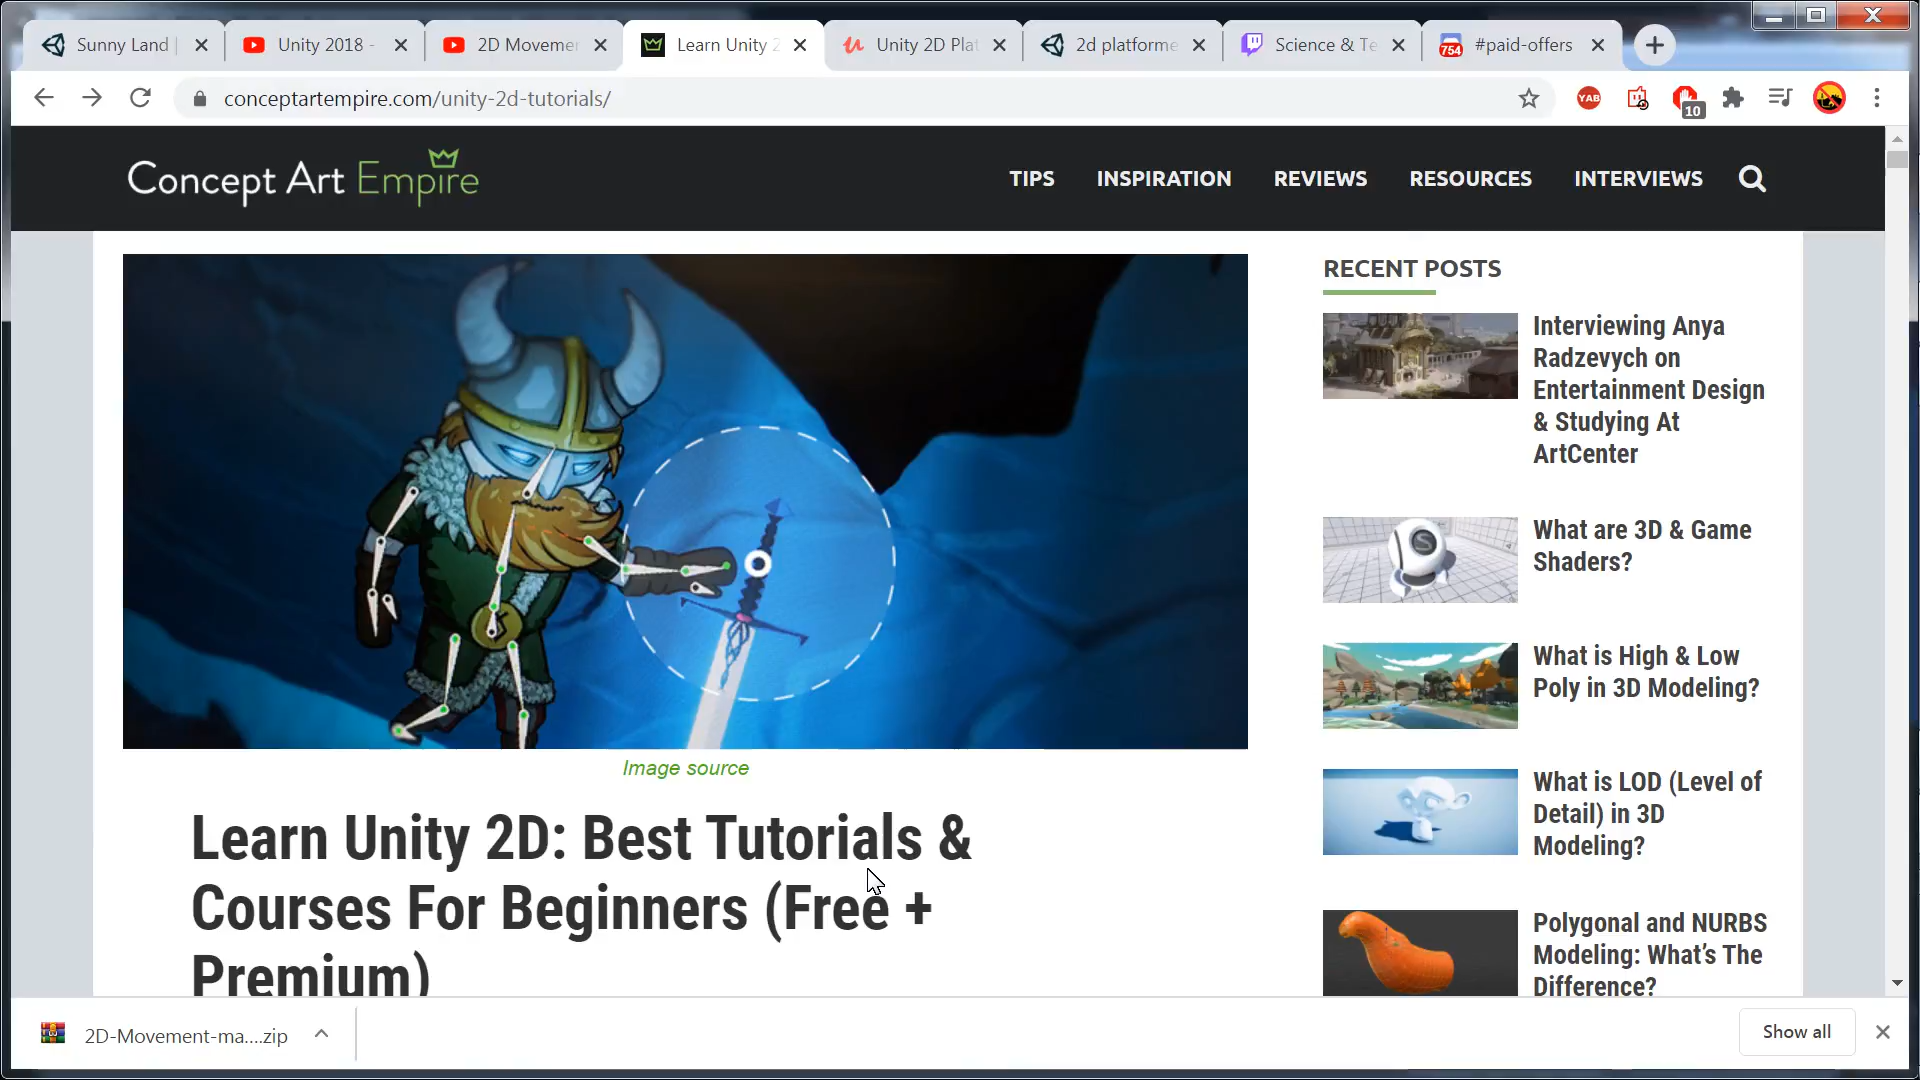 Sunny Land |
Unity 2018 -
2D Movemen
Learn Unity 2
Unity 2D Plat
2d platforme
Science & Te
754
#paid-offers
conceptartempire.com/unity-2d-tutorials/
YAB
10
Concept Art Empire
TIPS
INSPIRATION
REVIEWS
RESOURCES
INTERVIEWS
Image source
Learn Unity 2D: Best Tutorials &
Courses For Beginners (Free +
Premium)
RECENT POSTS
Interviewing Anya
Radzevych on
Entertainment Design
& Studying At
ArtCenter
What are 3D & Game
Shaders?
What is High & Low
Poly in 3D Modeling?
What is LOD (Level of
Detail) in 3D
Modeling?
Polygonal and NURBS
Modeling: What’s The
Difference?
2D-Movement-ma....zip
Show all